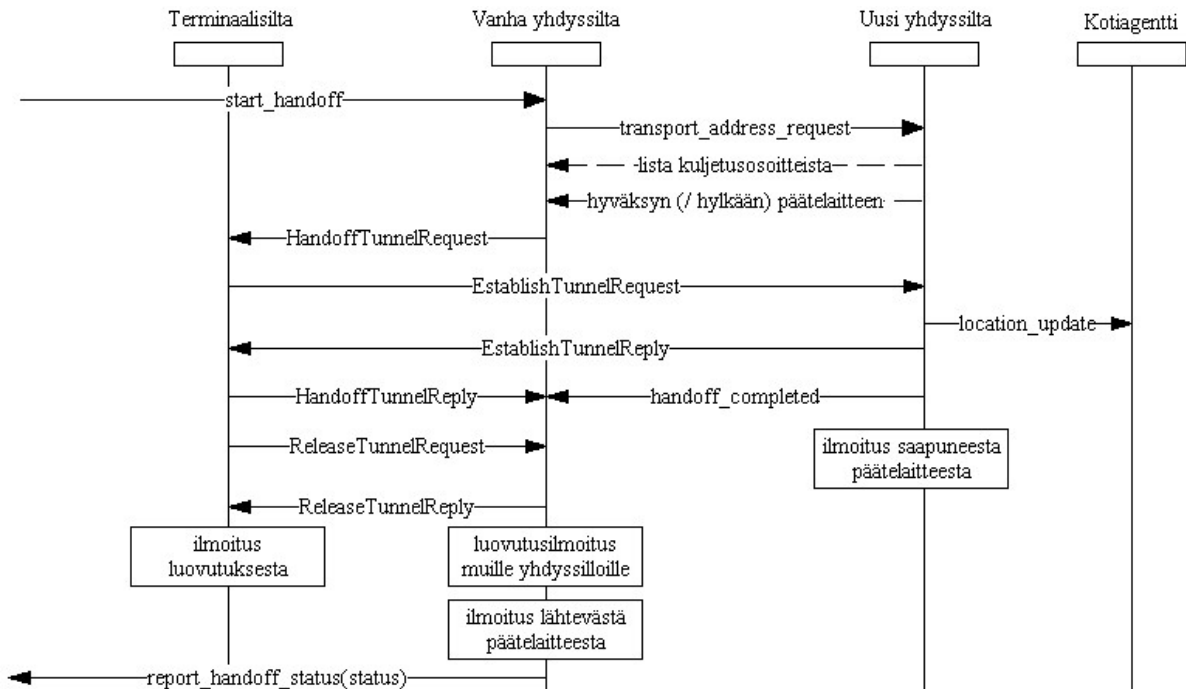 Terminaalisilta
Vanha yhdyssilta
Uusi yhdyssilta
Kotiagentti
start_handoff
transport_address_request
lista kuljetusosoitteista
hyväksyn (/ hylkään) päätelaitteen
HandoffTunnelRequest
EstablishTunnelRequest
location_update
EstablishTunnelReply
HandoffTunnelReply
handoff_completed
ReleaseTunnelRequest
ilmoitus saapuneesta
päätelaitteesta
ReleaseTunnelReply
ilmoitus
luovutuksesta
luovutusilmoitus
muille yhdyssilloille
ilmoitus lähtevästä
päätelaitteesta
report_handoff_status(status)